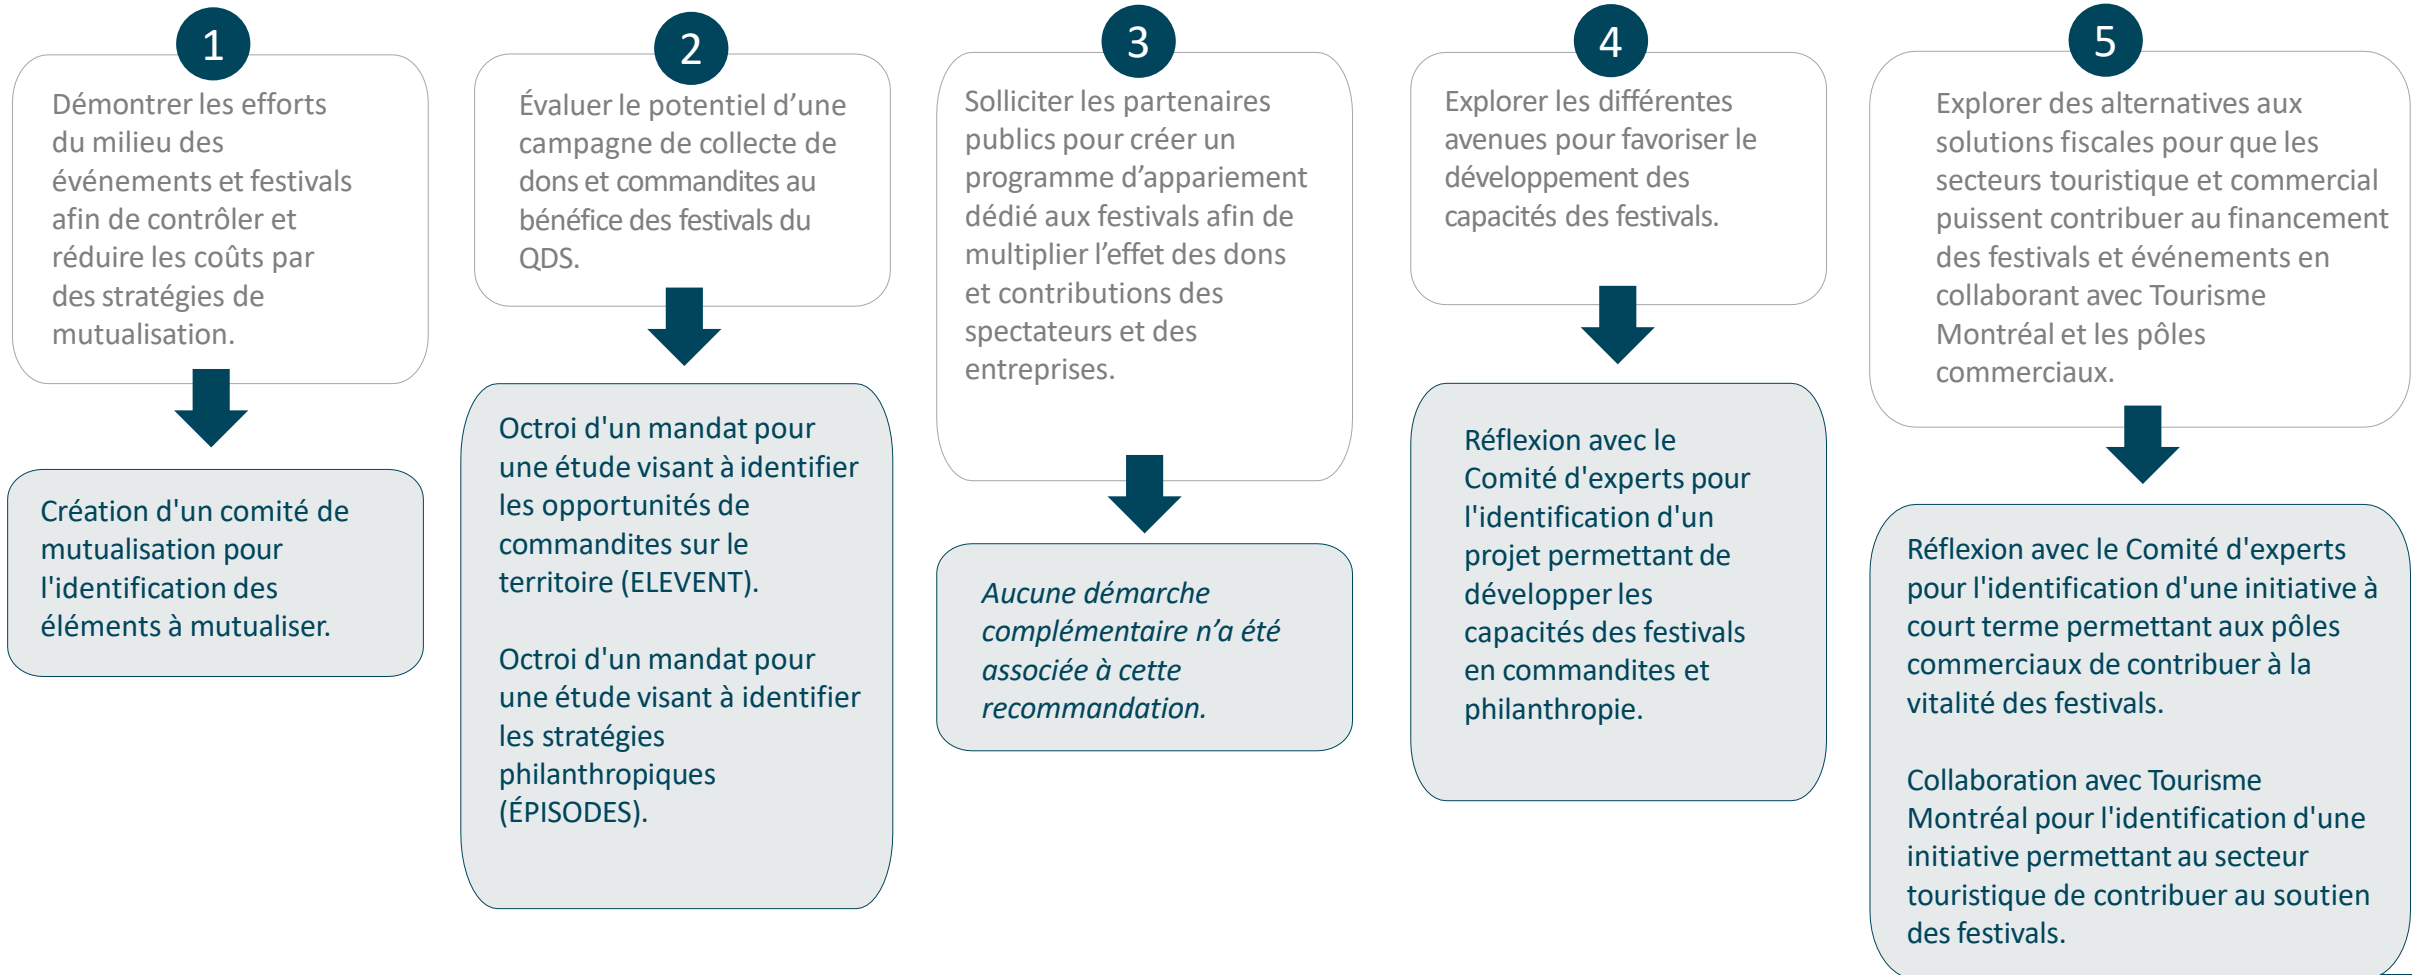 1
Démontrer les efforts
du milieu des
événements et festivals
afin de contrôler et
réduire les coûts par
des stratégies de
mutualisation.
Création d'un comité de
mutualisation pour
l'identification des
éléments à mutualiser.
2
Évaluer le potentiel d’une
campagne de collecte de
dons et commandites au
bénéfice des festivals du
QDS.
Octroi d'un mandat pour
une étude visant à identifier
les opportunités de
commandites sur le
territoire (ELEVENT).
Octroi d'un mandat pour
une étude visant à identifier
les stratégies
philanthropiques
(ÉPISODES).
3
Solliciter les partenaires
publics pour créer un
programme d’appariement
dédié aux festivals afin de
multiplier l’effet des dons
et contributions des
spectateurs et des
entreprises.
Aucune démarche
complémentaire n’a été
associée à cette
recommandation.
4
Explorer les différentes
avenues pour favoriser le
développement des
capacités des festivals.
Réflexion avec le
Comité d'experts pour
l'identification d'un
projet permettant de
développer les
capacités des festivals
en commandites et
philanthropie.
5
Explorer des alternatives aux
solutions fiscales pour que les
secteurs touristique et commercial
puissent contribuer au financement
des festivals et événements en
collaborant avec Tourisme
Montréal et les pôles
commerciaux.
Réflexion avec le Comité d'experts
pour l'identification d'une initiative à
court terme permettant aux pôles
commerciaux de contribuer à la
vitalité des festivals.
Collaboration avec Tourisme
Montréal pour l'identification d'une
initiative permettant au secteur
touristique de contribuer au soutien
des festivals.